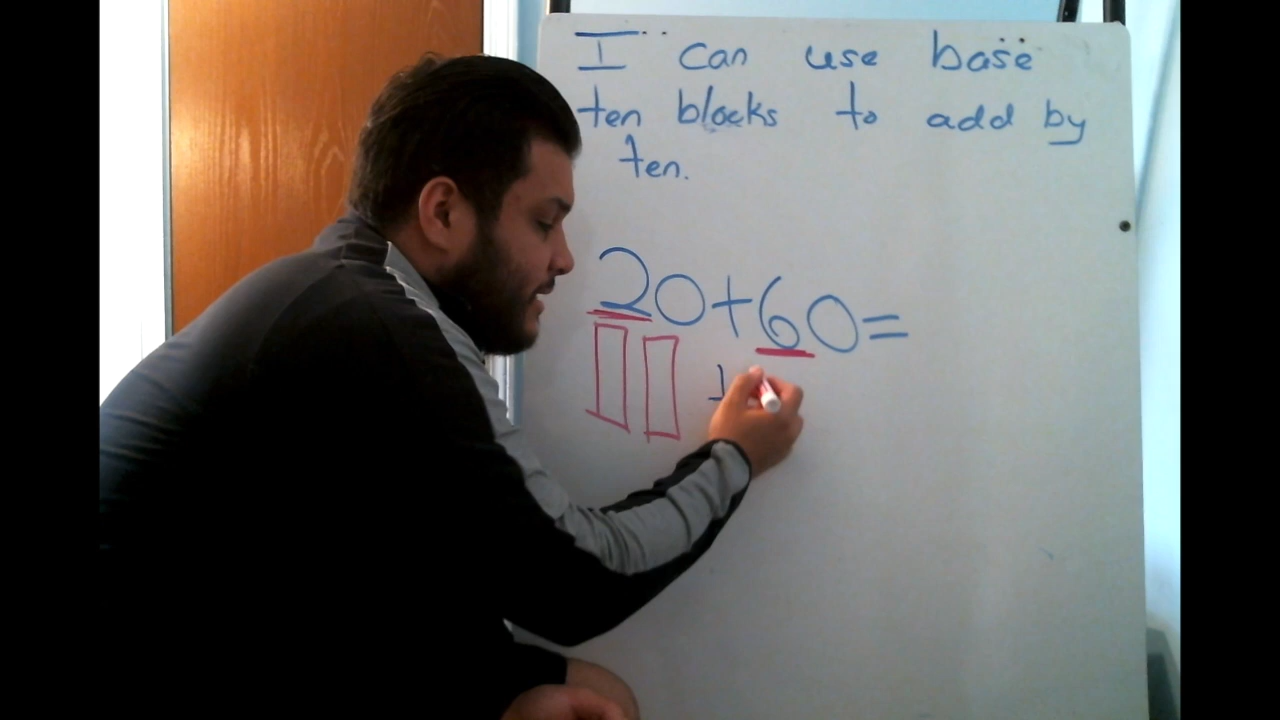 I can use base
ten blocks to add by
ten.
20+60=